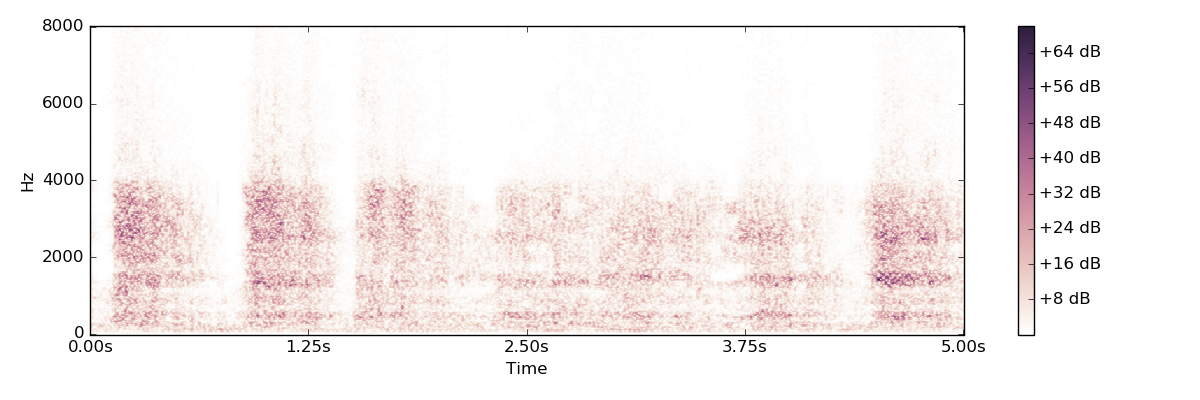 8000
6000
4000
2000
0
Hz
0.00s 1.25s 2.50s 3.75s 5.00s
Time
+64 dB
+56 dB
+48 dB
+40 dB
+32 dB
+24 dB
+16 dB
+8 dB